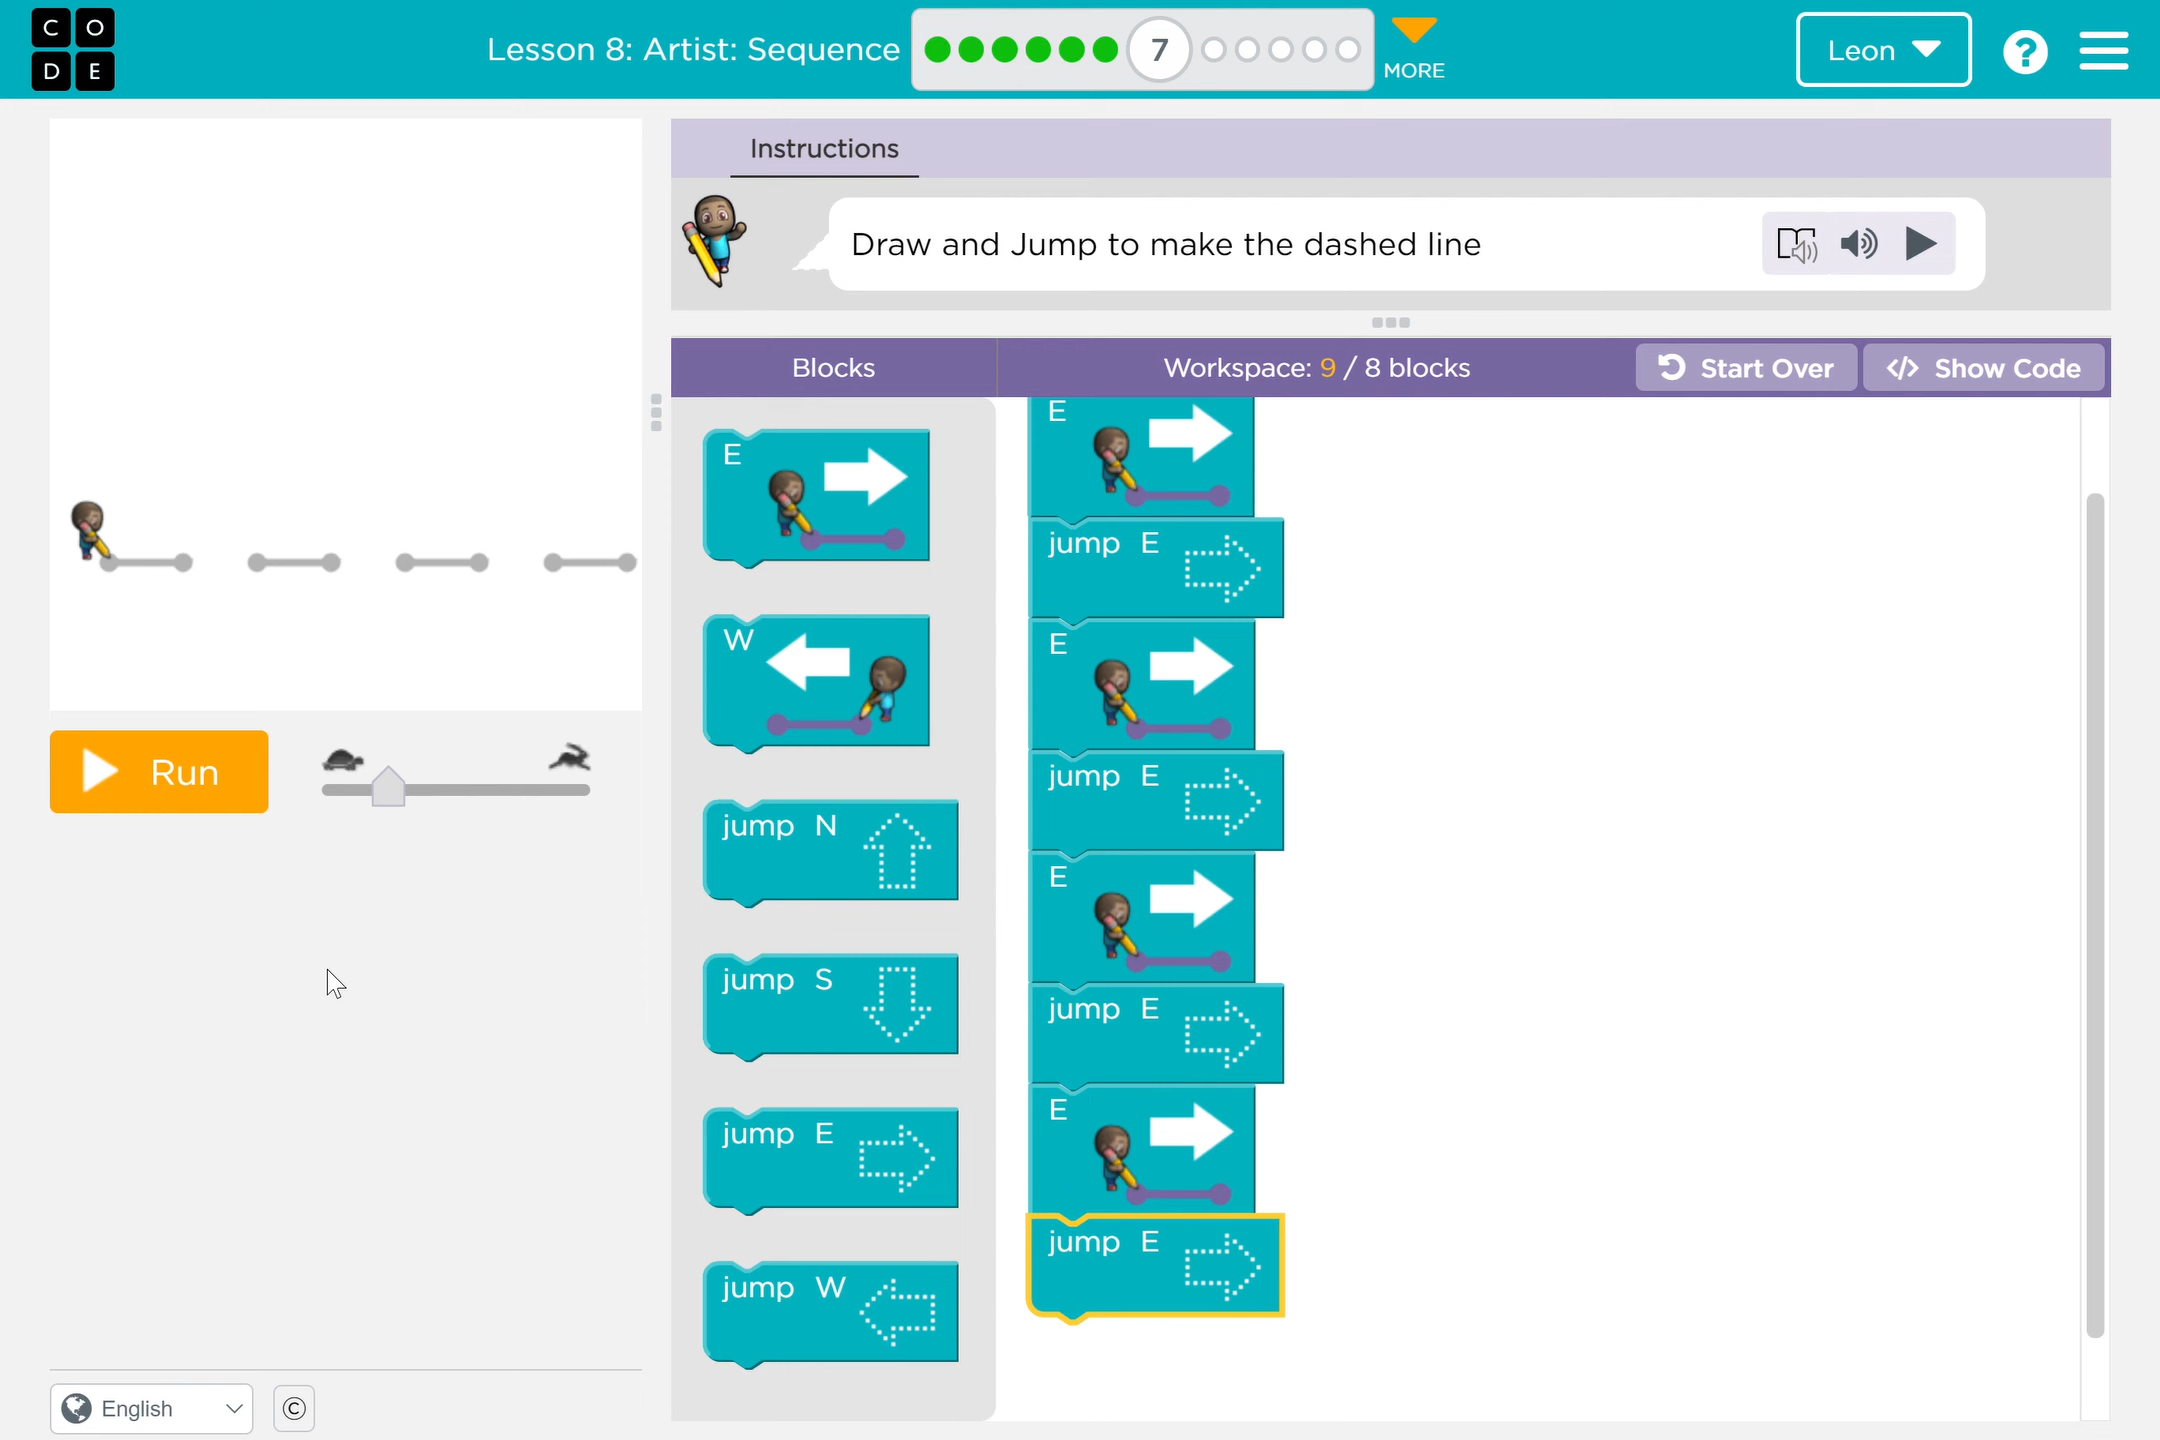 C O
D E
Lesson 8: Artist: Sequence
7
MORE
Leon
?
Instructions
Draw and Jump to make the dashed line
Blocks
Workspace: 9 / 8 blocks
Start Over
</> Show Code
E
W
jump N
jump S
jump E
jump W
E
jump E
E
jump E
E
jump E
E
jump E
Run
English
©